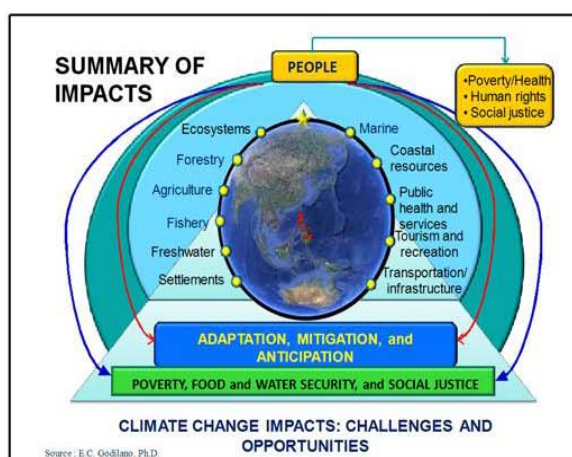 SUMMARY OF
IMPACTS
PEOPLE
•Poverty/Health
• Human rights
• Social justice
Ecosystems
Forestry
Agriculture
Fishery
Freshwater
Settlements
Marine
Coastal
resources
Public
health and
services
Tourism and
recreation
Transportation/
infrastructure
ADAPTATION, MITIGATION, and
ANTICIPATION
POVERTY, FOOD and WATER SECURITY, and SOCIAL JUSTICE
CLIMATE CHANGE IMPACTS: CHALLENGES AND
OPPORTUNITIES
Source : E.C. Godilano, Ph.D.